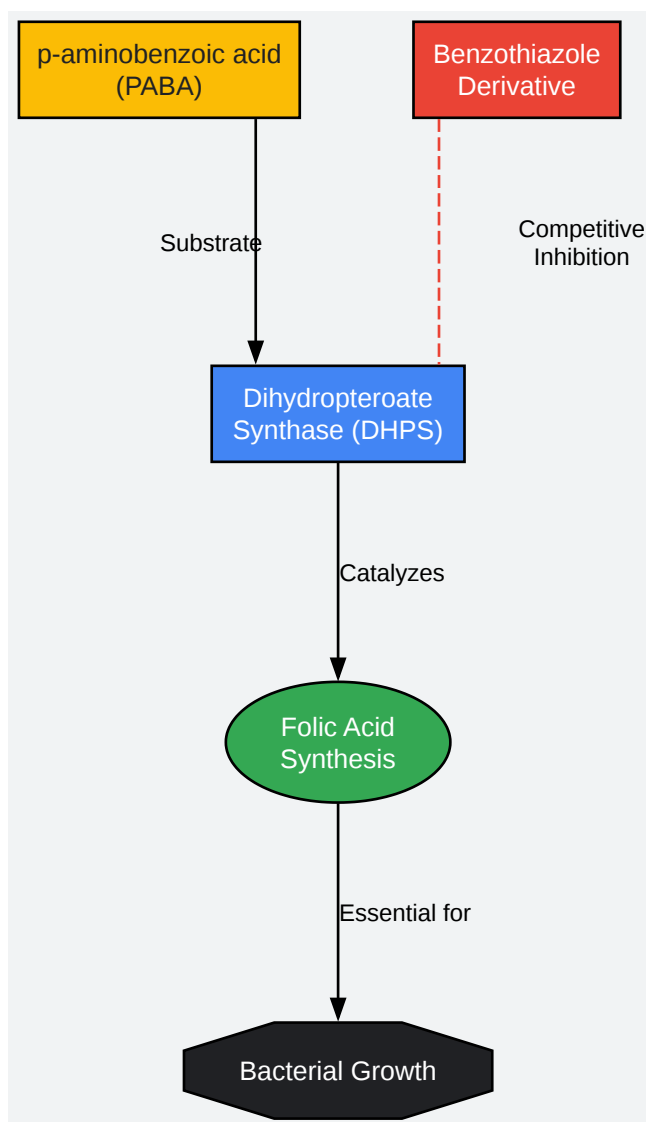 p-aminobenzoic acid
(PABA)
Benzothiazole
Derivative
Substrate
Competitive
Inhibition
Dihydropteroate
Synthase (DHPS)
Catalyzes
Folic Acid
Synthesis
Essential for
Bacterial Growth